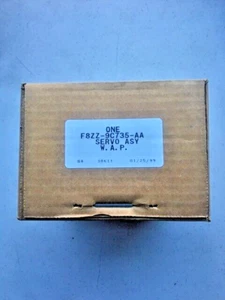 ONE
F8ZZ-9C735-AA
SERVO ASY
W.A.P.